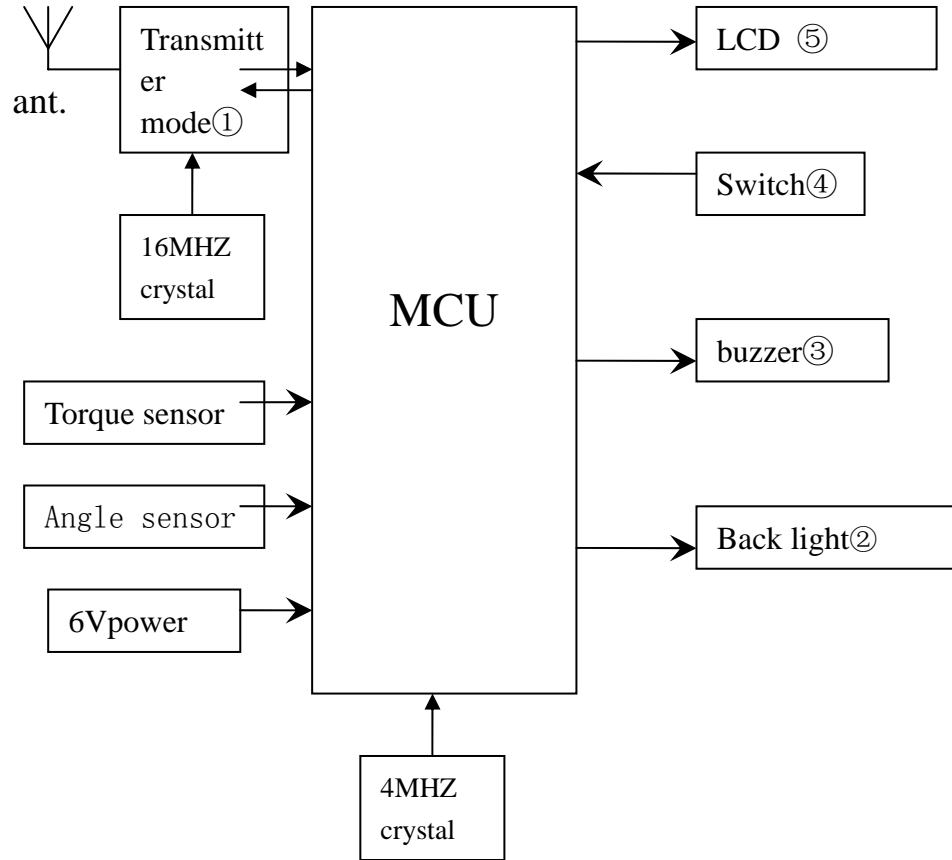 Transmitt
er
mode①
ant.
16MHZ
crystal
MCU
LCD ⑤
Switch④
buzzer③
Back light②
Torque sensor
Angle sensor
6Vpower
4MHZ
crystal